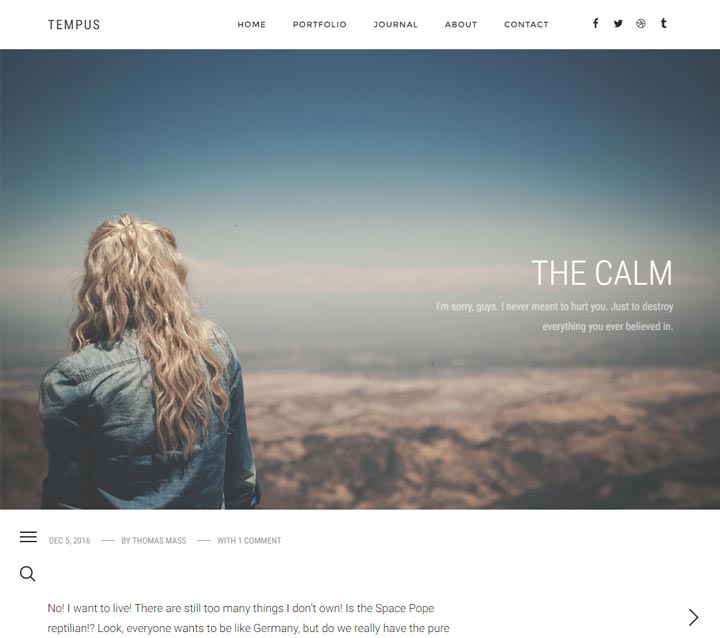 TEMPUS
HOME PORTFOLIO JOURNAL ABOUT CONTACT
THE CALM
I'm sorry, guys. I never meant to hurt you. Just to destroy
everything you ever believed in.
DEC 5, 2016 — BY THOMAS MASS — WITH 1 COMMENT
No! I want to live! There are still too many things I don't own! Is the Space Pope
reptilian!? Look, everyone wants to be like Germany, but do we really have the pure